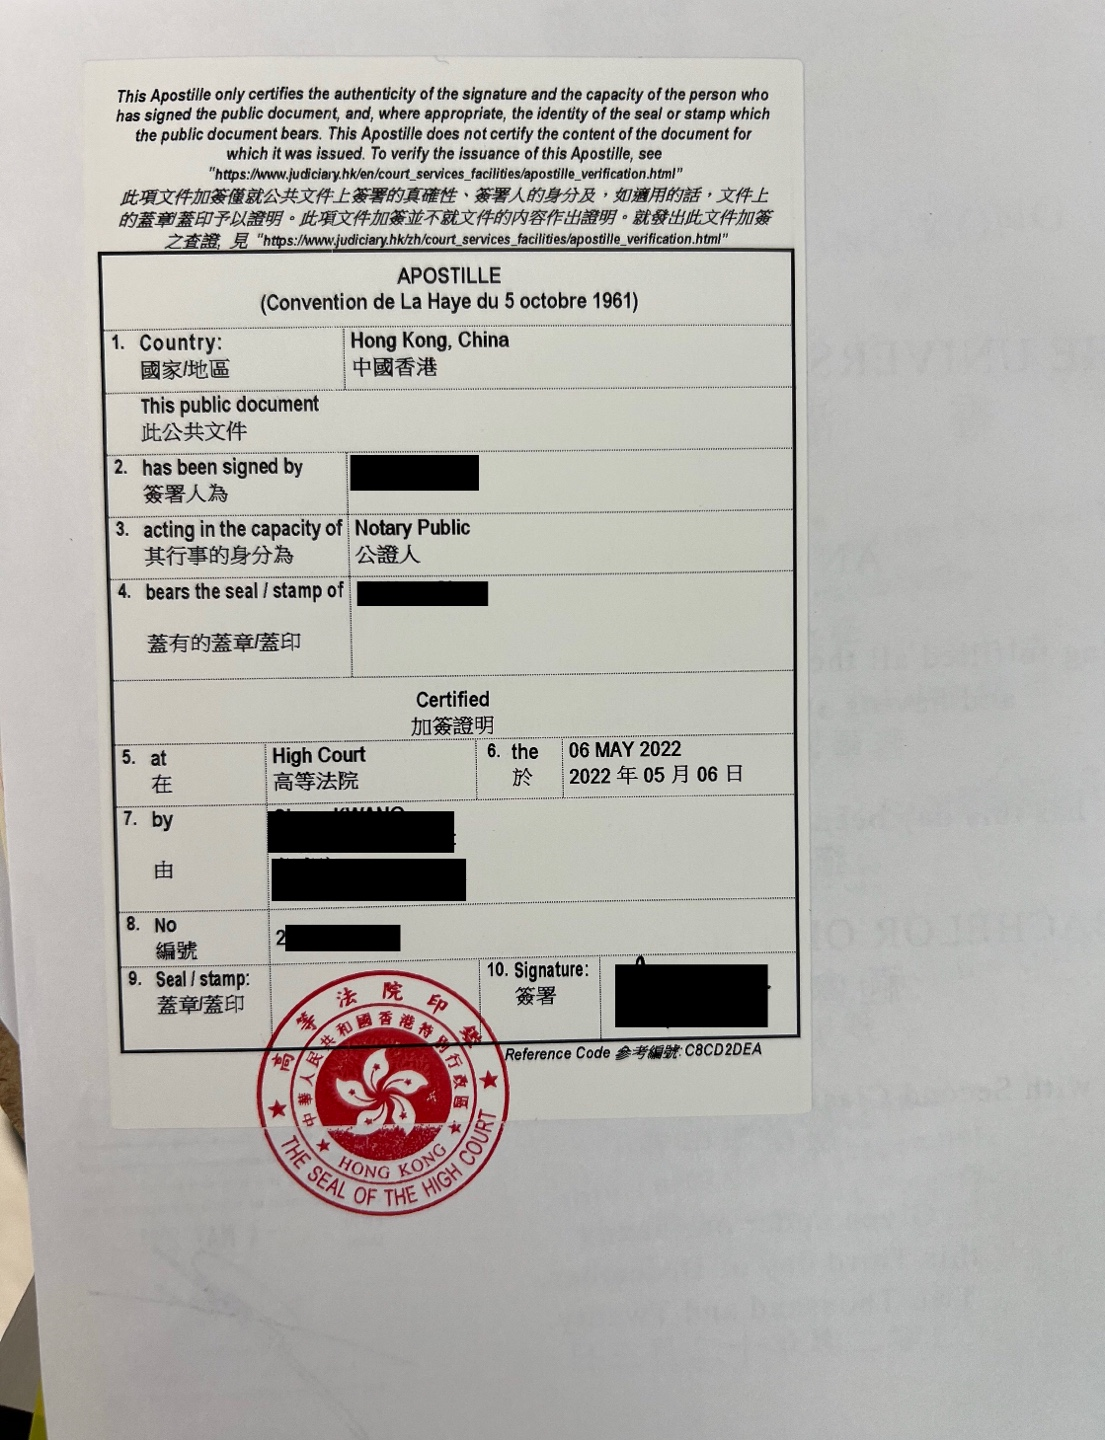 This Apostille only certifies the authenticity of the signature and the capacity of the person who
has signed the public document, and, where appropriate, the identity of the seal or stamp which
the public document bears. This Apostille does not certify the content of the document for
which it was issued. To verify the issuance of this Apostille, see
"https://www.judiciary.hk/en/court_services_facilities/apostille_verification.html"
此項文件加簽僅就公共文件上簽署的真確性、簽署人的身分及，如適用的話，文件上
的蓋章/蓋印予以證明。此項文件加簽並不就文件的內容作出證明。就發出此文件加簽
之查證, 見 "https://www.judiciary.hk/zh/court_services_facilities/apostille_verification.html"
APOSTILLE
(Convention de La Haye du 5 octobre 1961)
1. Country: Hong Kong, China
國家/地區 中國香港
This public document
此公共文件
2. has been signed by
簽署人為
3. acting in the capacity of Notary Public
其行事的身分為 公證人
4. bears the seal / stamp of
蓋有的蓋章/蓋印
Certified
加簽證明
5. at High Court 6. the 06 MAY 2022
在 高等法院 於 2022 年 05 月 06 日
7. by
由
8. No 2
編號
9. Seal / stamp: 10. Signature:
蓋章/蓋印 簽署
Reference Code 參考編號: C8CD2DEA
高等法院印鑑
中華人民共和國香港特別行政區
HONG KONG
THE SEAL OF THE HIGH COURT